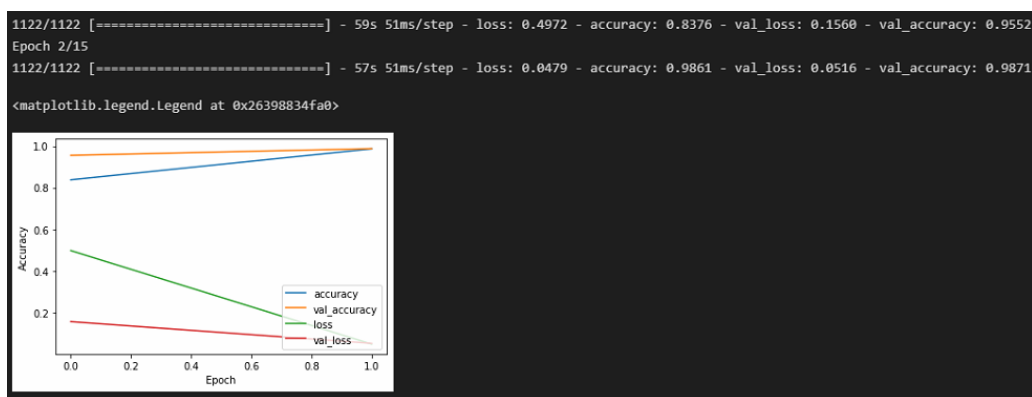 1122/1122 [==============================] - 59s 51ms/step - loss: 0.4972 - accuracy: 0.8376 - val_loss: 0.1560 - val_accuracy: 0.9552
Epoch 2/15
1122/1122 [==============================] - 57s 51ms/step - loss: 0.0479 - accuracy: 0.9861 - val_loss: 0.0516 - val_accuracy: 0.9871
<matplotlib.legend.Legend at 0x26398834fa0>
1.0
0.8
0.6
0.4
0.2
Accuracy
accuracy
val_accuracy
loss
val_loss
0.0 0.2 0.4 0.6 0.8 1.0
Epoch